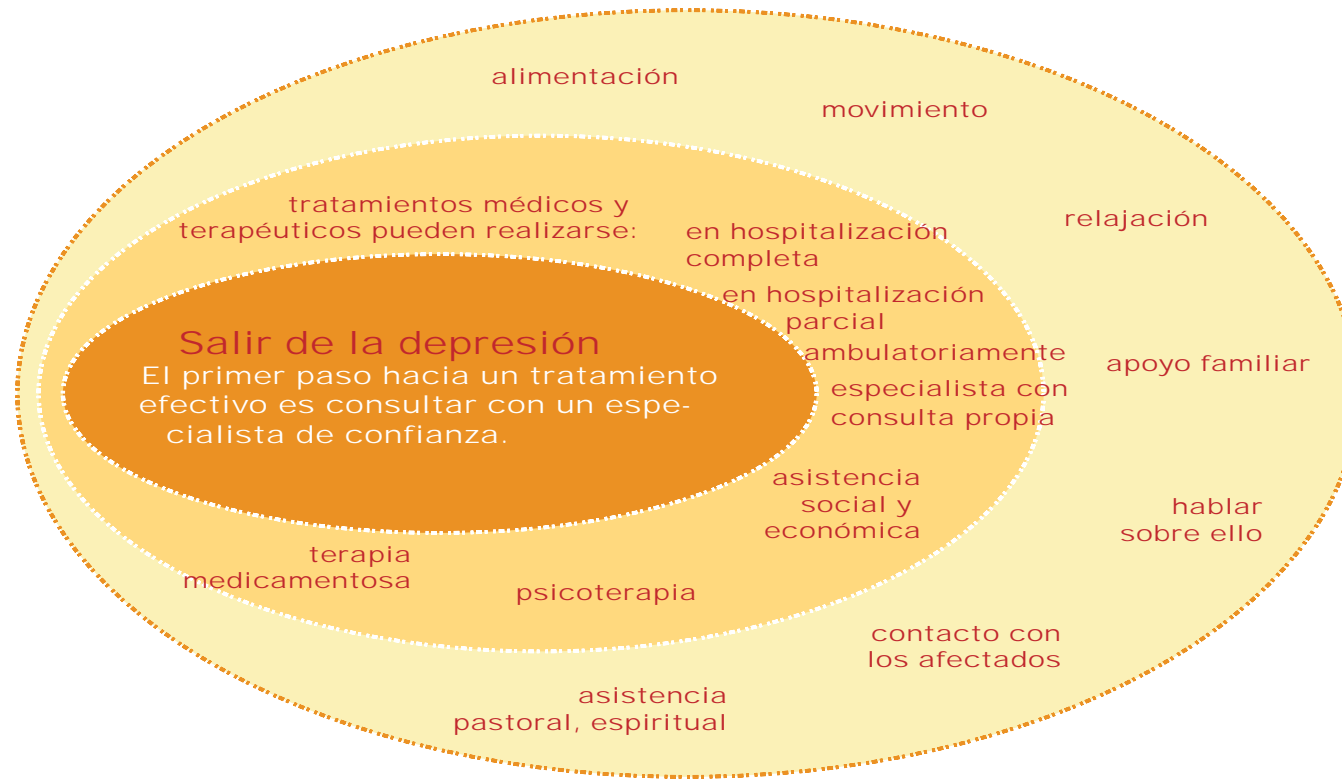 alimentación
movimiento
relajación
apoyo familiar
hablar
sobre ello
contacto con
los afectados
asistencia
pastoral, espiritual
tratamientos médicos y
terapéuticos pueden realizarse:
en hospitalización
completa
en hospitalización
parcial
ambulatoriamente
especialista con
consulta propia
asistencia
social y
económica
psicoterapia
terapia
medicamentosa
Salir de la depresión
El primer paso hacia un tratamiento
efectivo es consultar con un espe-
cialista de confianza.